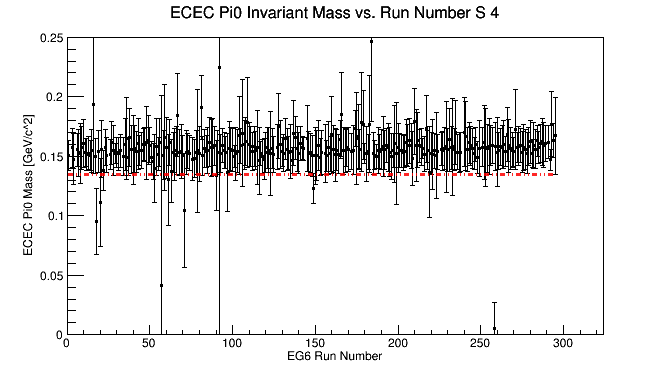 ECEC Pi0 Invariant Mass vs. Run Number S 4
ECEC Pi0 Mass [GeV/c^2]
0.25
0.2
0.15
0.1
0.05
0
0 50 100 150 200 250 300
EG6 Run Number